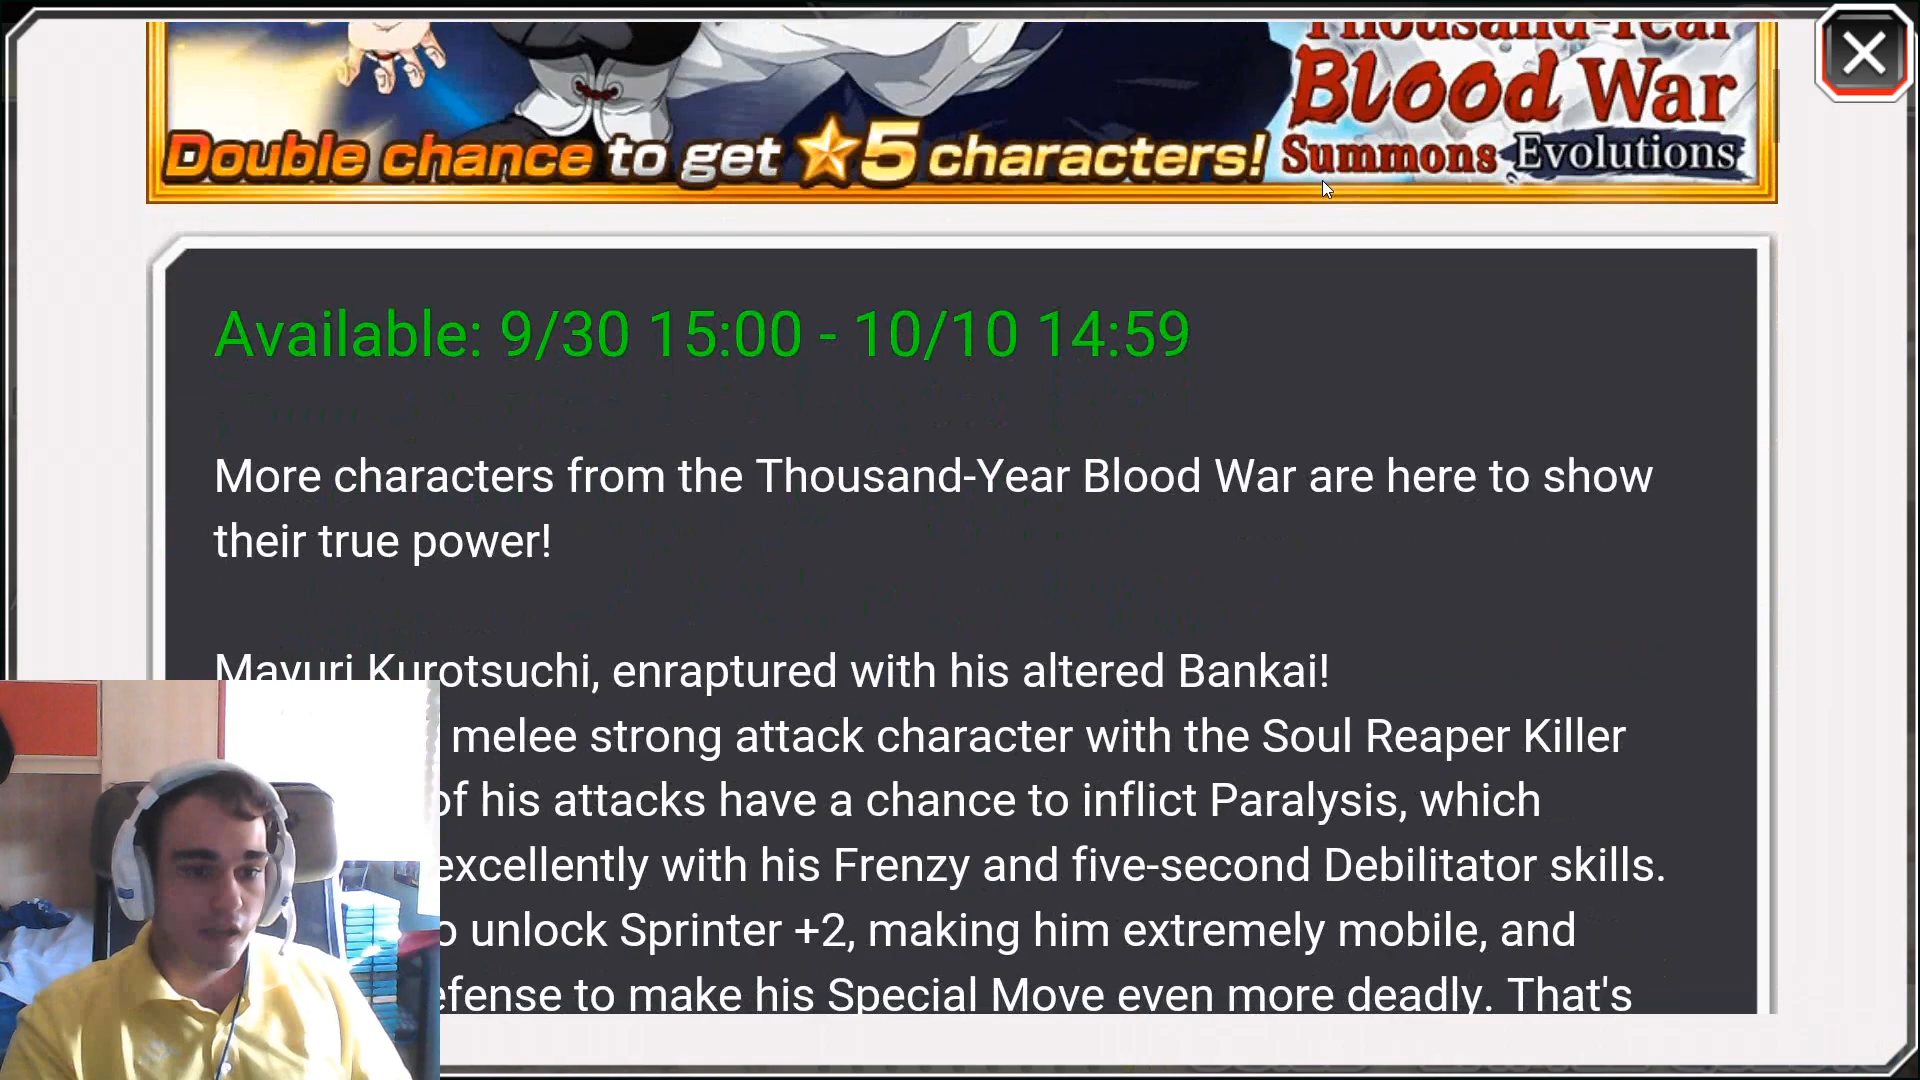 Thousand-Year
Blood War
Double chance to get ★5 characters!
Summons Evolutions
Available: 9/30 15:00 - 10/10 14:59
More characters from the Thousand-Year Blood War are here to show
their true power!
Mayuri Kurotsuchi, enraptured with his altered Bankai!
melee strong attack character with the Soul Reaper Killer
of his attacks have a chance to inflict Paralysis, which
excellently with his Frenzy and five-second Debilitator skills.
unlock Sprinter +2, making him extremely mobile, and
to make his Special Move even more deadly. That's